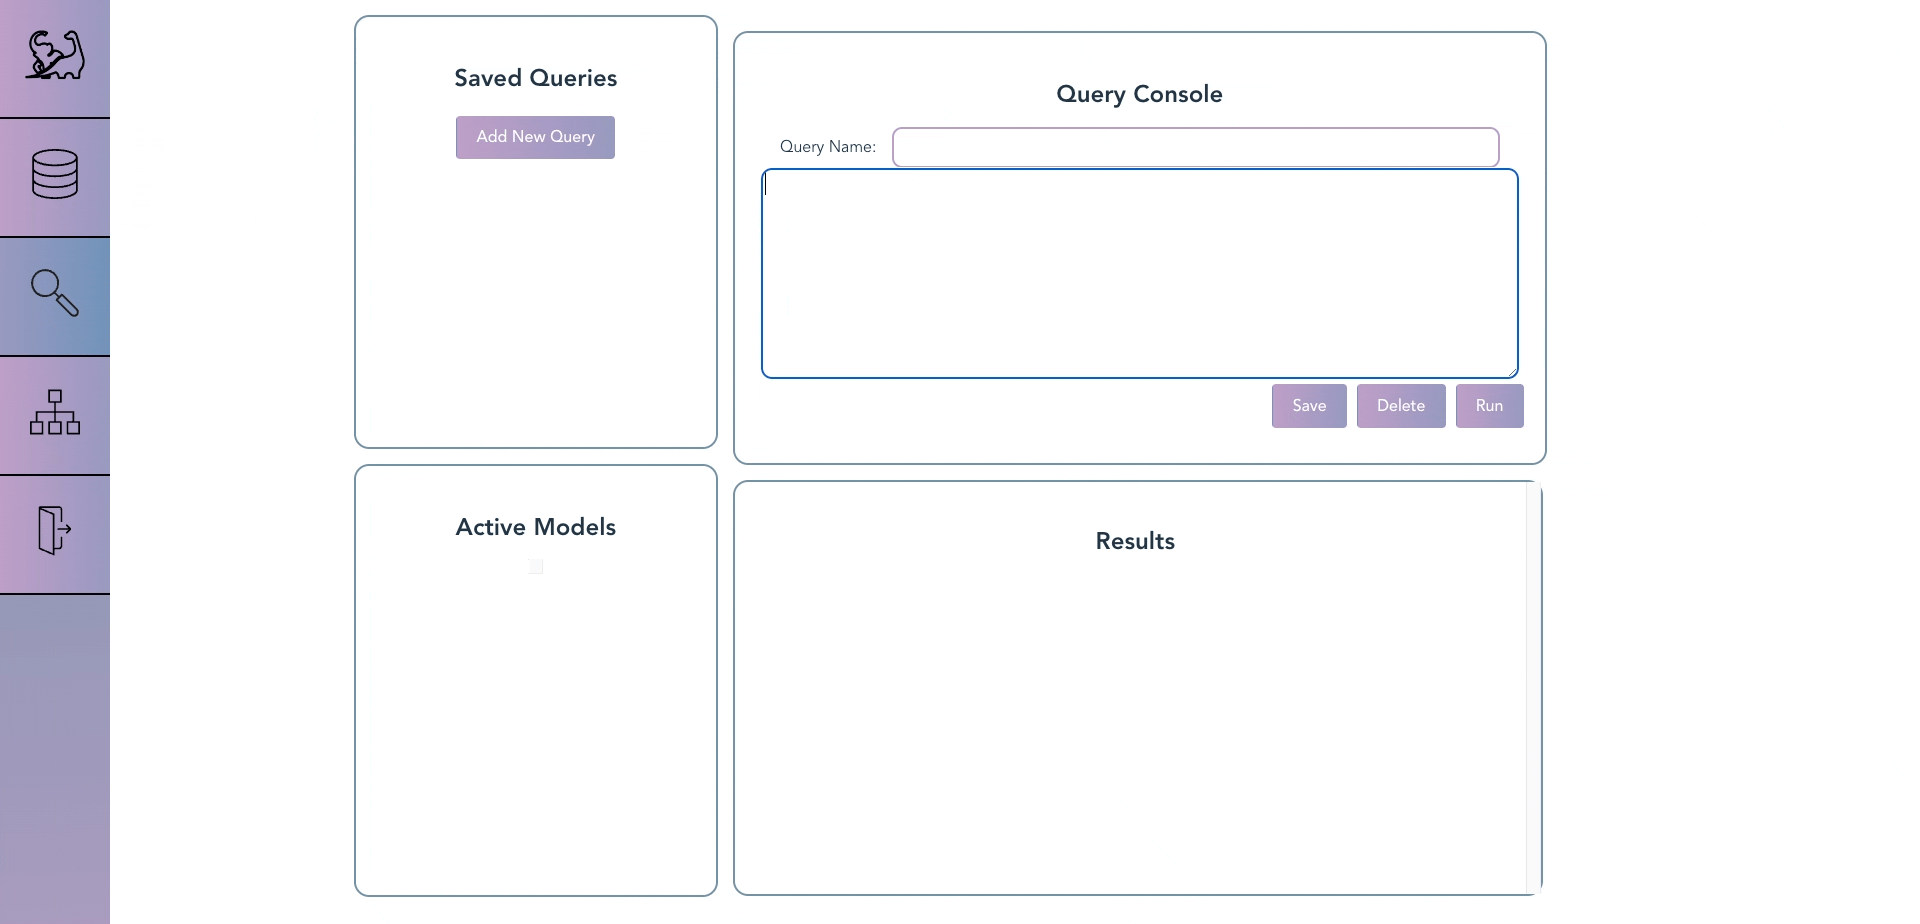 Saved Queries
Add New Query
Query Console
Query Name:
Save
Delete
Run
Active Models
Results